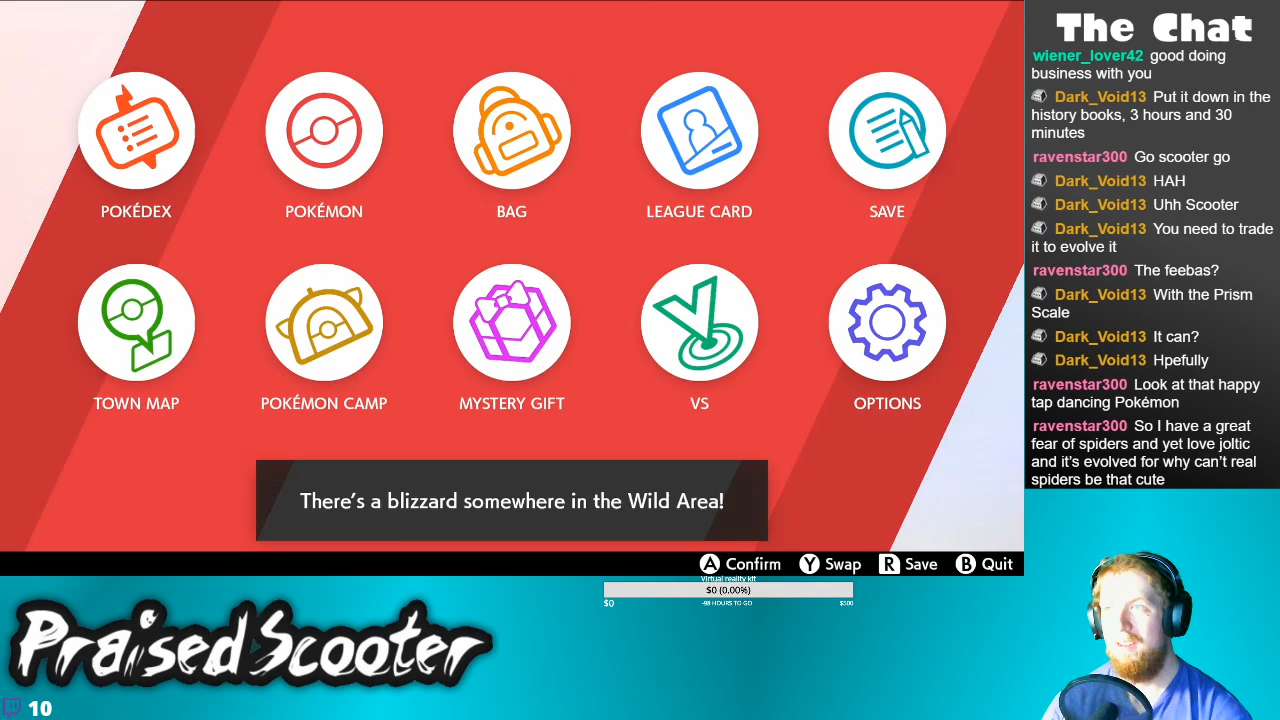 The Chat
wiener_lover42 good doing
business with you
Dark_Void13 Put it down in the
history books, 3 hours and 30
minutes
ravenstar300 Go scooter go
Dark_Void13 HAH
Dark_Void13 Uhh Scooter
Dark_Void13 You need to trade
it to evolve it
ravenstar300 The feebas?
Dark_Void13 With the Prism
Scale
Dark_Void13 It can?
Dark_Void13 Hpefully
ravenstar300 Look at that happy
tap dancing Pokémon
ravenstar300 So I have a great
fear of spiders and yet love joltic
and it's evolved for why can't real
spiders be that cute
POKÉDEX
POKÉMON
BAG
LEAGUE CARD
SAVE
TOWN MAP
POKÉMON CAMP
MYSTERY GIFT
VS
OPTIONS
There's a blizzard somewhere in the Wild Area!
A Confirm Y Swap R Save B Quit
Virtual reality kit
$0 (0.00%)
$0 -98 HOURS TO GO $500
Praised Scooter
10